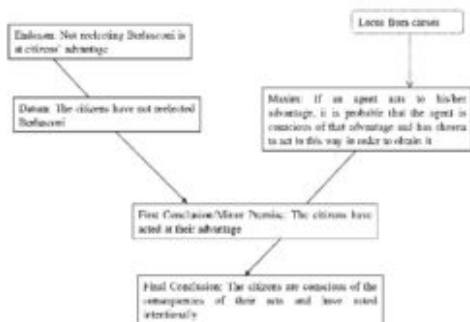 Endoxon: Not reelecting Berlusconi is
at citizens' advantage
Locus from causes
Datum: The citizens have not reelected
Berlusconi
Maxim: If an agent acts to his/her
advantage, it is probable that the agent is
conscious of that advantage and has chosen
to act in this way in order to obtain it
First Conclusion/Minor Premise: The citizens have
acted at their advantage
Final Conclusion: The citizens are conscious of the
consequences of their acts and have acted
intentionally